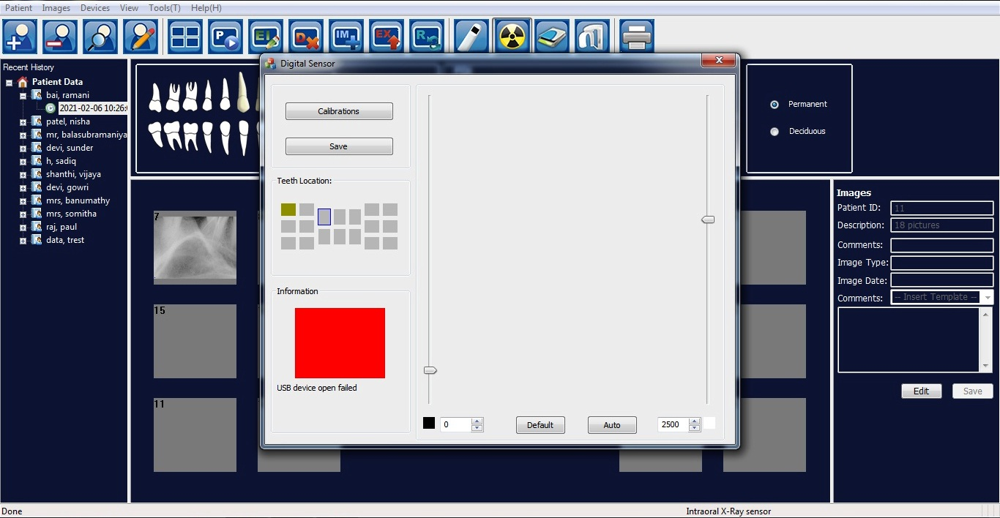 Patient Images Devices View Tools(T) Help(H)
P EI D IM EX R
Recent History
Patient Data
bai, ramani
2021-02-06 10:26:
patel, nisha
mr, balasubramaniya
devi, sunder
h, sadiq
shanthi, vijaya
devi, gowri
mrs, banumathy
mrs, somitha
raj, paul
data, trest
Digital Sensor
Calibrations
Save
Teeth Location:
Information
USB device open failed
0
Default
Auto
2500
7
15
11
Permanent
Deciduous
Images
Patient ID: 11
Description: 18 pictures
Comments:
Image Type:
Image Date:
Comments: -- Insert Template --
Edit Save
Done
Intraoral X-Ray sensor